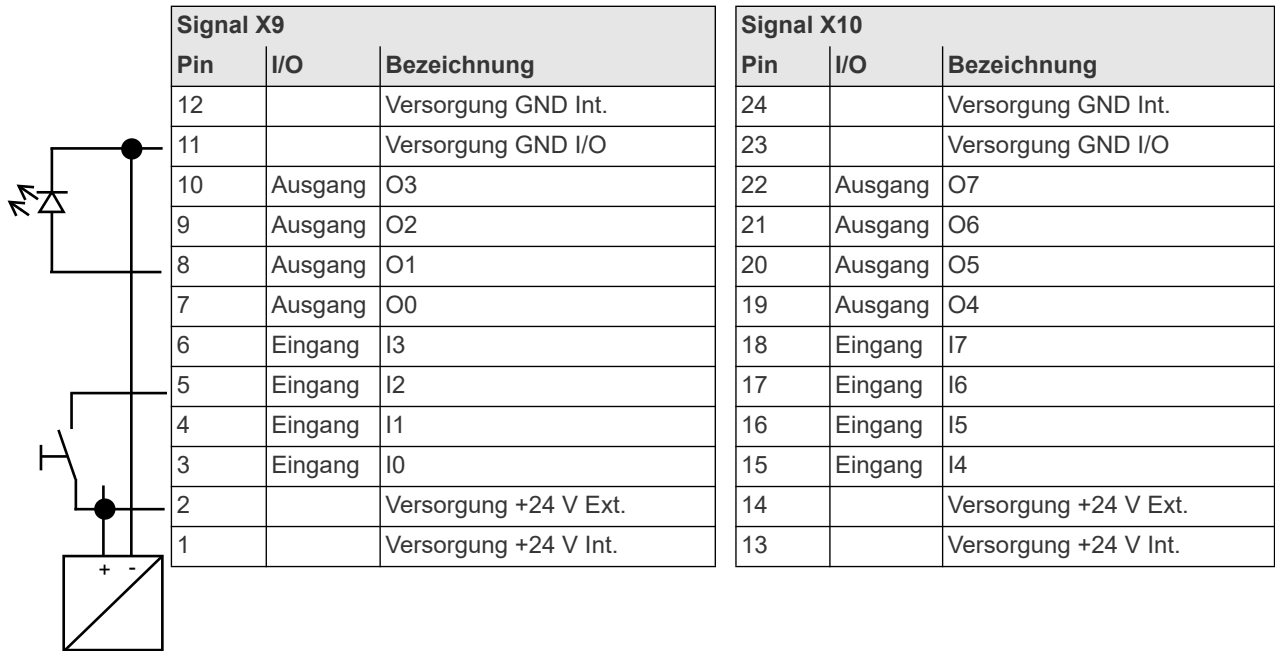 Signal X9
Pin I/O Bezeichnung
12 Versorgung GND Int.
11 Versorgung GND I/O
10 Ausgang O3
9 Ausgang O2
8 Ausgang O1
7 Ausgang O0
6 Eingang I3
5 Eingang I2
4 Eingang I1
3 Eingang I0
2 Versorgung +24 V Ext.
1 Versorgung +24 V Int.
+ -
Signal X10
Pin I/O Bezeichnung
24 Versorgung GND Int.
23 Versorgung GND I/O
22 Ausgang O7
21 Ausgang O6
20 Ausgang O5
19 Ausgang O4
18 Eingang I7
17 Eingang I6
16 Eingang I5
15 Eingang I4
14 Versorgung +24 V Ext.
13 Versorgung +24 V Int.